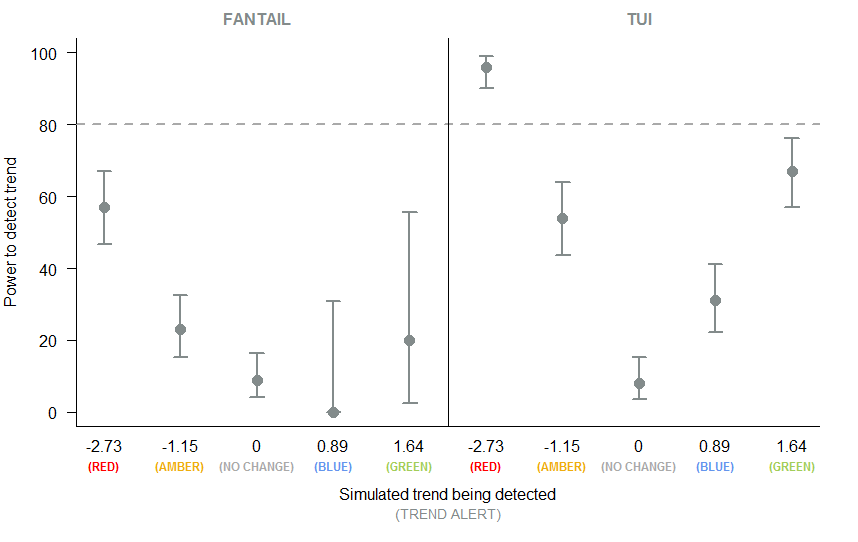 FANTAIL TUI
100
80
60
40
20
0
Power to detect trend
-2.73 -1.15 0 0.89 1.64 -2.73 -1.15 0 0.89 1.64
(RED) (AMBER) (NO CHANGE) (BLUE) (GREEN) (RED) (AMBER) (NO CHANGE) (BLUE) (GREEN)
Simulated trend being detected
(TREND ALERT)